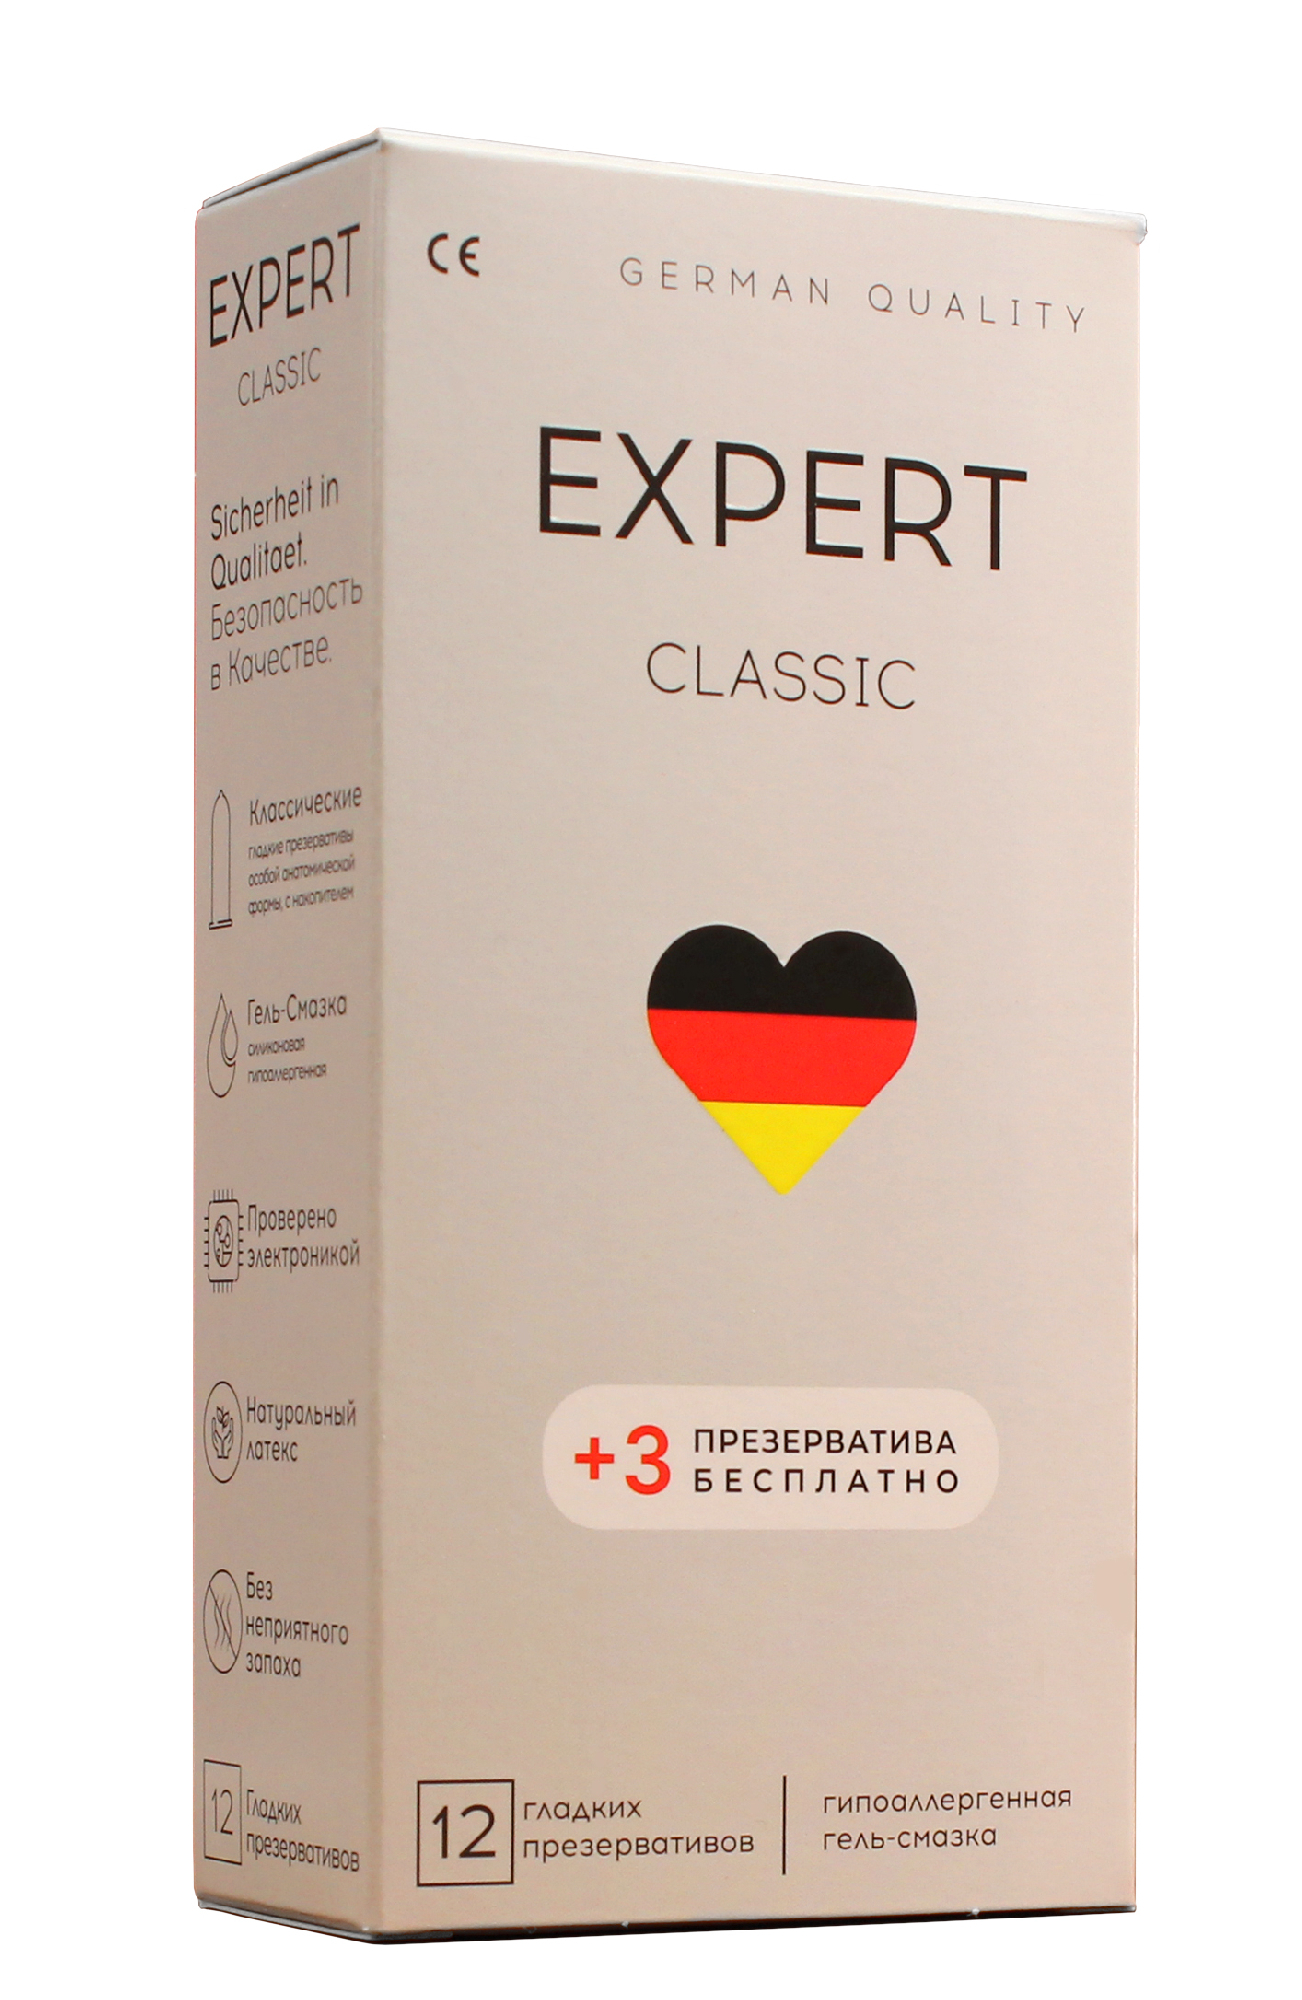 EXPERT
CLASSIC
Sicherheit in
Qualitaet.
Безопасность
в Качестве.
Классические
гладкие презервативы
особой анатомической
формы, с накопителем
Гель-Смазка
силиконовая
гипоаллергенная
Проверено
электроникой
Натуральный
латекс
Без
неприятного
запаха
12
Гладких
презервативов
CE
GERMAN QUALITY
EXPERT
CLASSIC
+3 ПРЕЗЕРВАТИВА
БЕСПЛАТНО
12
гладких
презервативов
гипоаллергенная
гель-смазка